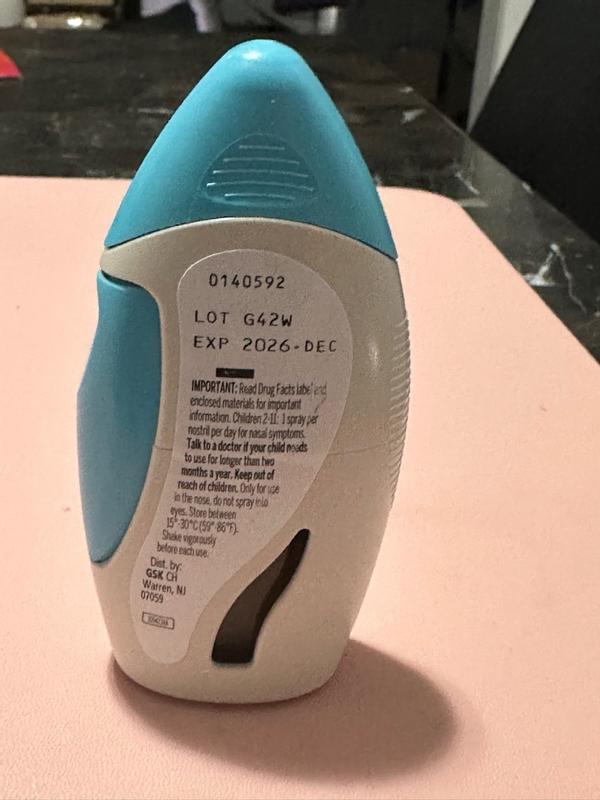 0140592
LOT G42W
EXP 2026-DEC
IMPORTANT: Read Drug Facts label and
enclosed materials for important
information. Children 2-11: 1 spray per
nostril per day for nasal symptoms.
Talk to a doctor if your child needs
to use for longer than two
months a year. Keep out of
reach of children. Only for use
in the nose, do not spray into
eyes. Store between
15°-30°C (59°-86°F).
Shake vigorously
before each use.
Dist. by:
GSK CH
Warren, NJ
07059